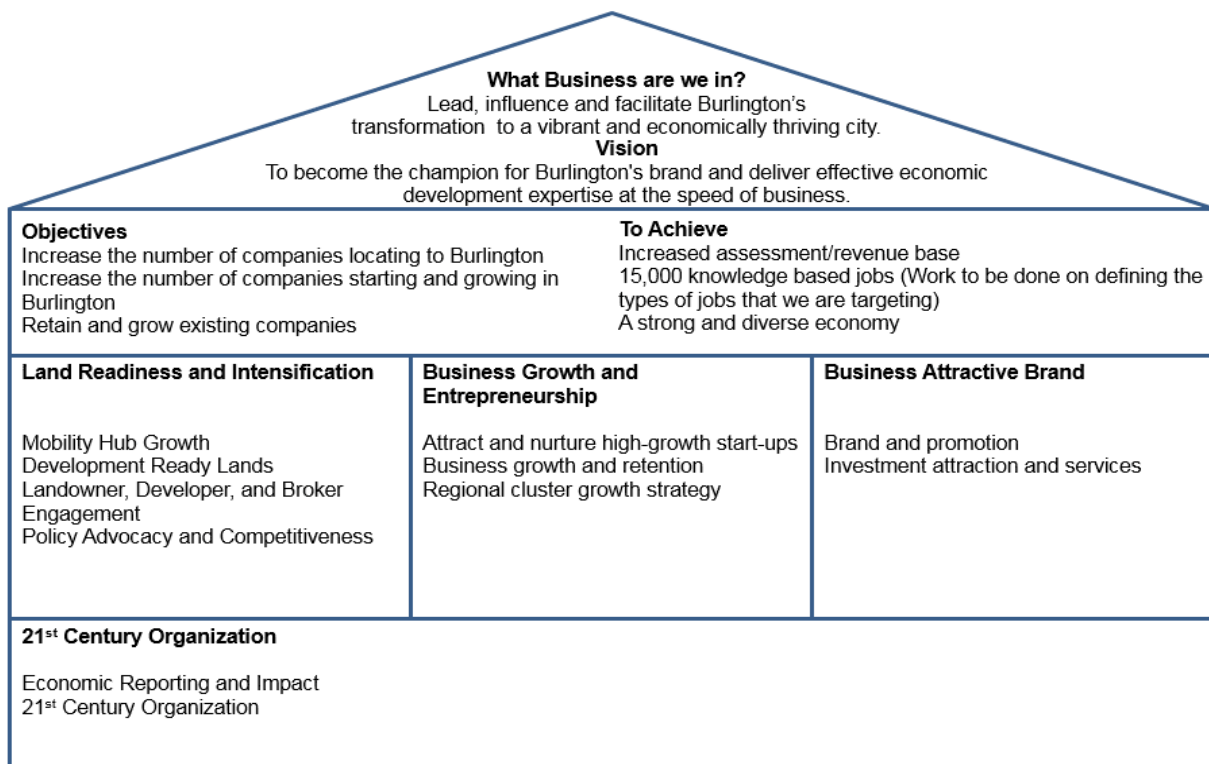 What Business are we in?
Lead, influence and facilitate Burlington's
transformation to a vibrant and economically thriving city.
Vision
To become the champion for Burlington's brand and deliver effective economic
development expertise at the speed of business.
Objectives
Increase the number of companies locating to Burlington
Increase the number of companies starting and growing in
Burlington
Retain and grow existing companies
To Achieve
Increased assessment/revenue base
15,000 knowledge based jobs (Work to be done on defining the
types of jobs that we are targeting)
A strong and diverse economy
Land Readiness and Intensification
Mobility Hub Growth
Development Ready Lands
Landowner, Developer, and Broker
Engagement
Policy Advocacy and Competitiveness
Business Growth and
Entrepreneurship
Attract and nurture high-growth start-ups
Business growth and retention
Regional cluster growth strategy
Business Attractive Brand
Brand and promotion
Investment attraction and services
21st Century Organization
Economic Reporting and Impact
21st Century Organization